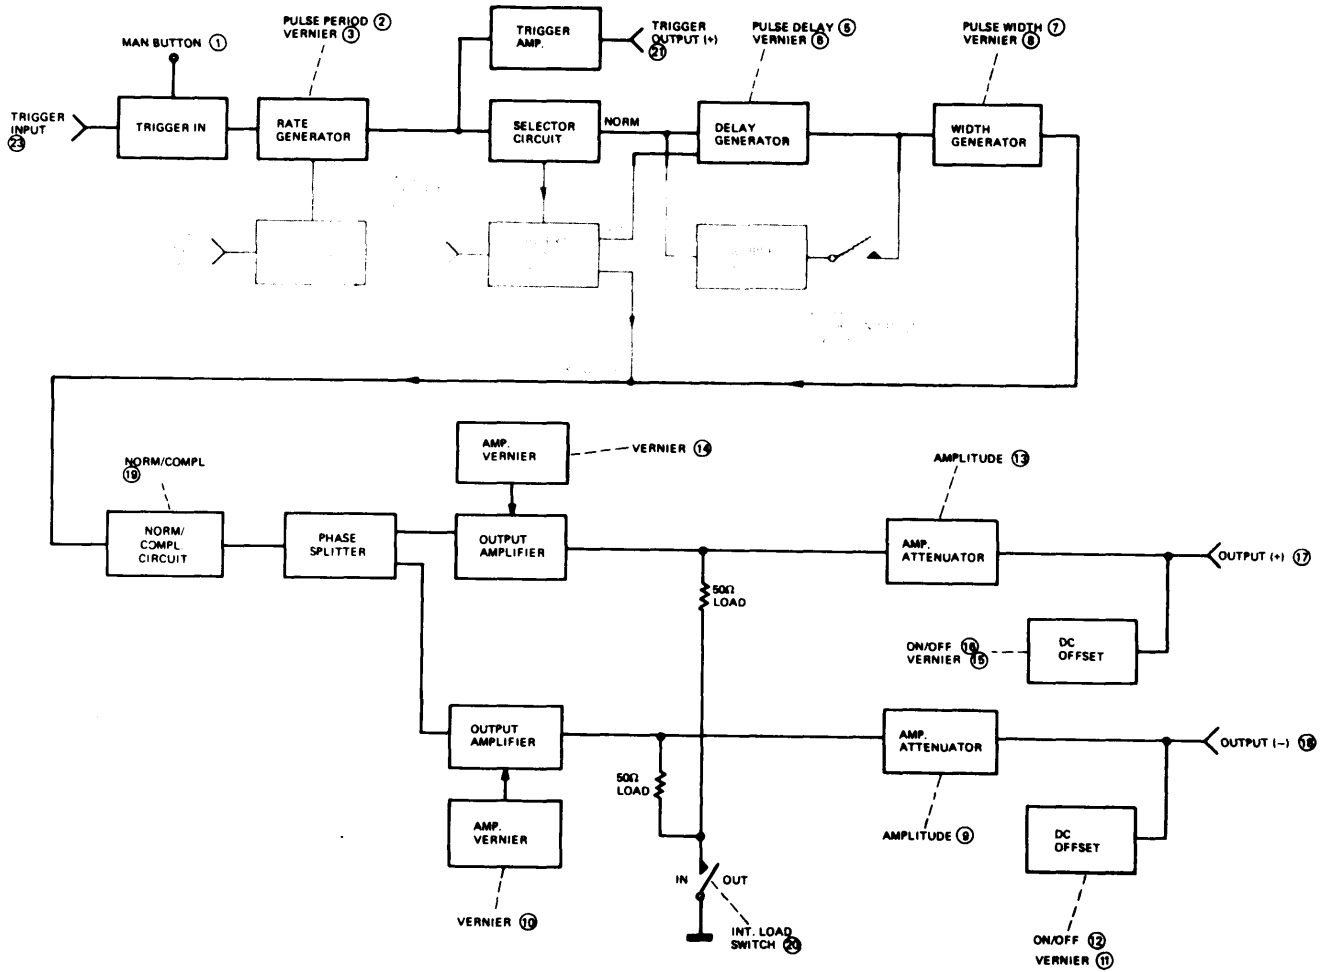 MAN BUTTON ①
PULSE PERIOD ②
VERNIER ③
TRIGGER
AMP.
TRIGGER
OUTPUT (+)
㉑
PULSE DELAY ⑤
VERNIER ⑥
PULSE WIDTH ⑦
VERNIER ⑧
TRIGGER
INPUT
㉓
TRIGGER IN
RATE
GENERATOR
SELECTOR
CIRCUIT
NORM
DELAY
GENERATOR
WIDTH
GENERATOR
AMP.
VERNIER
VERNIER ⑭
AMPLITUDE ⑬
NORM/COMPL
⑲
NORM/
COMPL
CIRCUIT
PHASE
SPLITTER
OUTPUT
AMPLIFIER
AMP.
ATTENUATOR
OUTPUT (+) ⑰
50Ω
LOAD
ON/OFF ⑯
VERNIER ⑮
DC
OFFSET
OUTPUT
AMPLIFIER
AMP.
ATTENUATOR
OUTPUT (−) ⑱
50Ω
LOAD
AMP.
VERNIER
AMPLITUDE ⑨
DC
OFFSET
IN OUT
VERNIER ⑩
INT. LOAD
SWITCH ⑳
ON/OFF ⑫
VERNIER ⑪